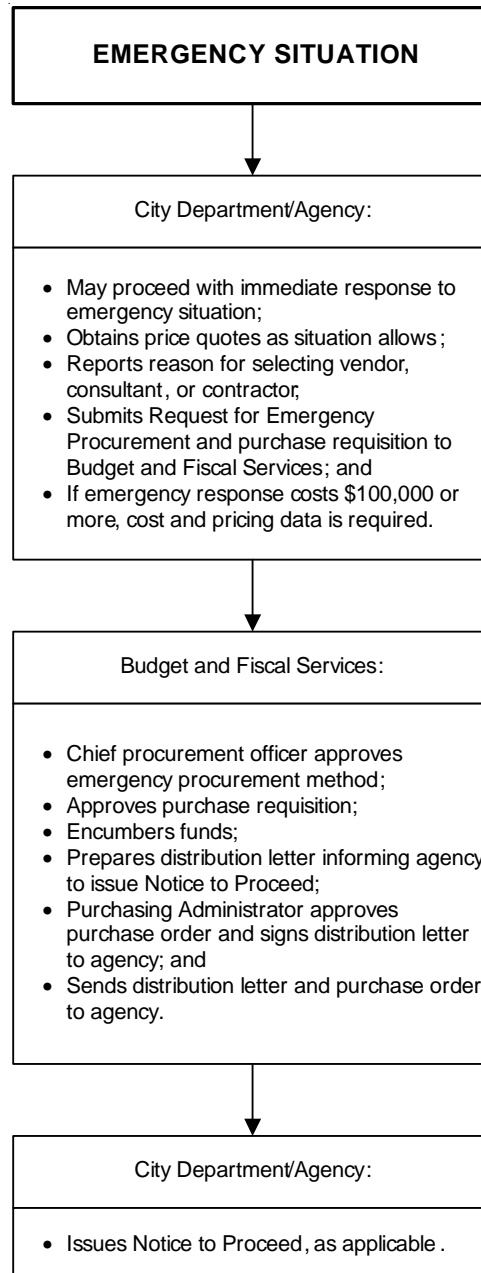 EMERGENCY SITUATION
City Department/Agency:
• May proceed with immediate response to
emergency situation;
• Obtains price quotes as situation allows ;
• Reports reason for selecting vendor,
consultant , or contractor;
• Submits Request for Emergency
Procurement and purchase requisition to
Budget and Fiscal Services; and
• If emergency response costs $100,000 or
more, cost and pricing data is required.
Budget and Fiscal Services:
• Chief procurement officer approves
emergency procurement method;
• Approves purchase requisition;
• Encumbers funds;
• Prepares distribution letter informing agency
to issue Notice to Proceed;
• Purchasing Administrator approves
purchase order and signs distribution letter
to agency; and
• Sends distribution letter and purchase order
to agency.
City Department/Agency:
• Issues Notice to Proceed, as applicable .